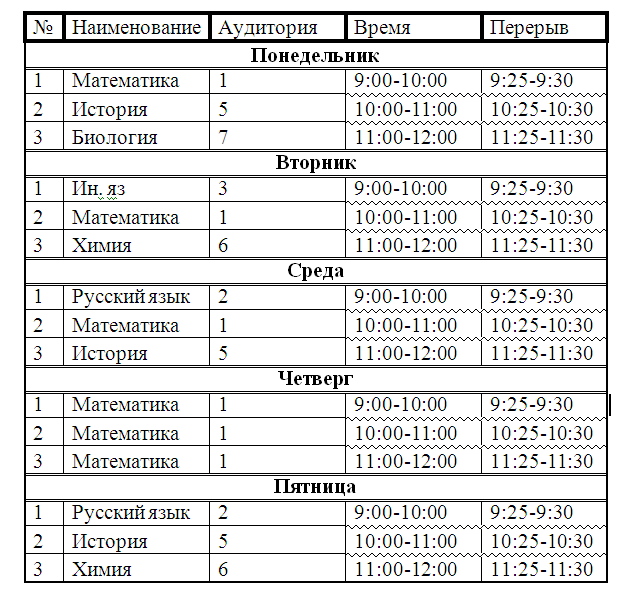 № Наименование Аудитория Время Перерыв
Понедельник
1 Математика 1 9:00-10:00 9:25-9:30
2 История 5 10:00-11:00 10:25-10:30
3 Биология 7 11:00-12:00 11:25-11:30
Вторник
1 Ин. яз 3 9:00-10:00 9:25-9:30
2 Математика 1 10:00-11:00 10:25-10:30
3 Химия 6 11:00-12:00 11:25-11:30
Среда
1 Русский язык 2 9:00-10:00 9:25-9:30
2 Математика 1 10:00-11:00 10:25-10:30
3 История 5 11:00-12:00 11:25-11:30
Четверг
1 Математика 1 9:00-10:00 9:25-9:30
2 Математика 1 10:00-11:00 10:25-10:30
3 Математика 1 11:00-12:00 11:25-11:30
Пятница
1 Русский язык 2 9:00-10:00 9:25-9:30
2 История 5 10:00-11:00 10:25-10:30
3 Химия 6 11:00-12:00 11:25-11:30